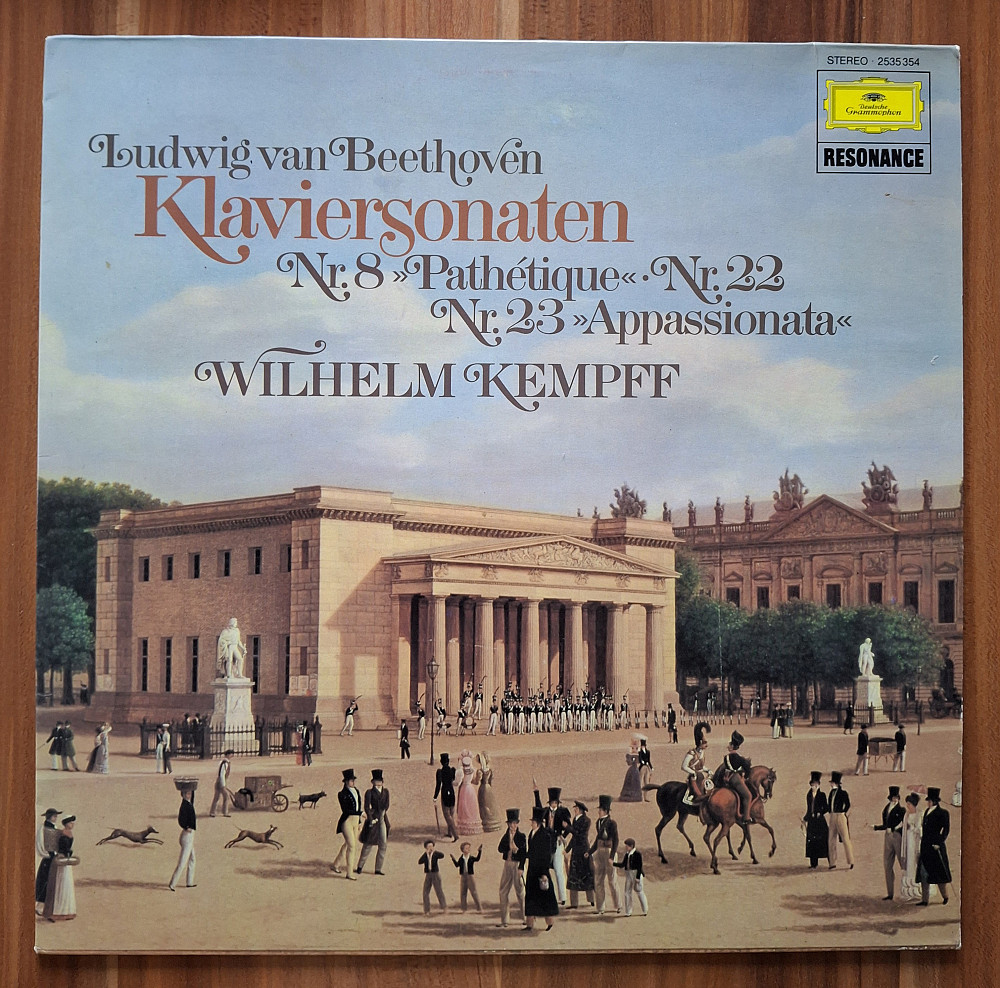 STEREO · 2535 354
Deutsche
Grammophon
RESONANCE
Ludwig van Beethoven
Klaviersonaten
Nr. 8 »Pathétique« · Nr. 22
Nr. 23 »Appassionata«
WILHELM KEMPFF